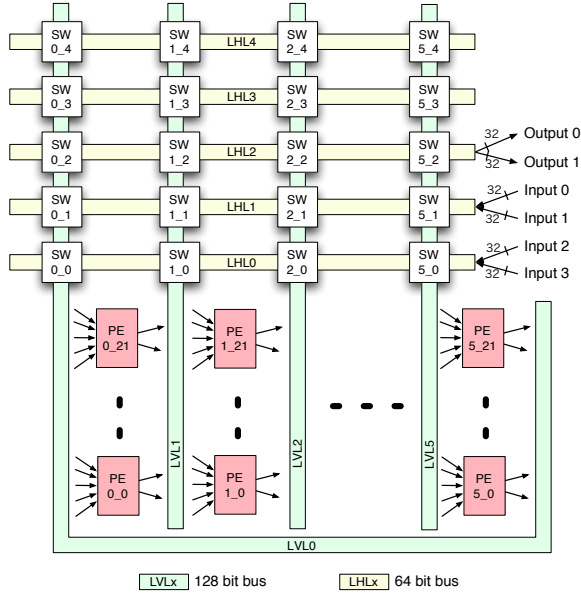 SW 0_4 SW 1_4 LHL4 SW 2_4 SW 5_4
SW 0_3 SW 1_3 LHL3 SW 2_3 SW 5_3
32 Output 0
SW 0_2 SW 1_2 LHL2 SW 2_2 SW 5_2
32 Output 1
32 Input 0
SW 0_1 SW 1_1 LHL1 SW 2_1 SW 5_1
32 Input 1
32 Input 2
SW 0_0 SW 1_0 LHL0 SW 2_0 SW 5_0
32 Input 3
PE 0_21 PE 1_21 PE 5_21
LVL1 LVL2 LVL5
PE 0_0 PE 1_0 PE 5_0
LVL0
LVLx 128 bit bus LHLx 64 bit bus